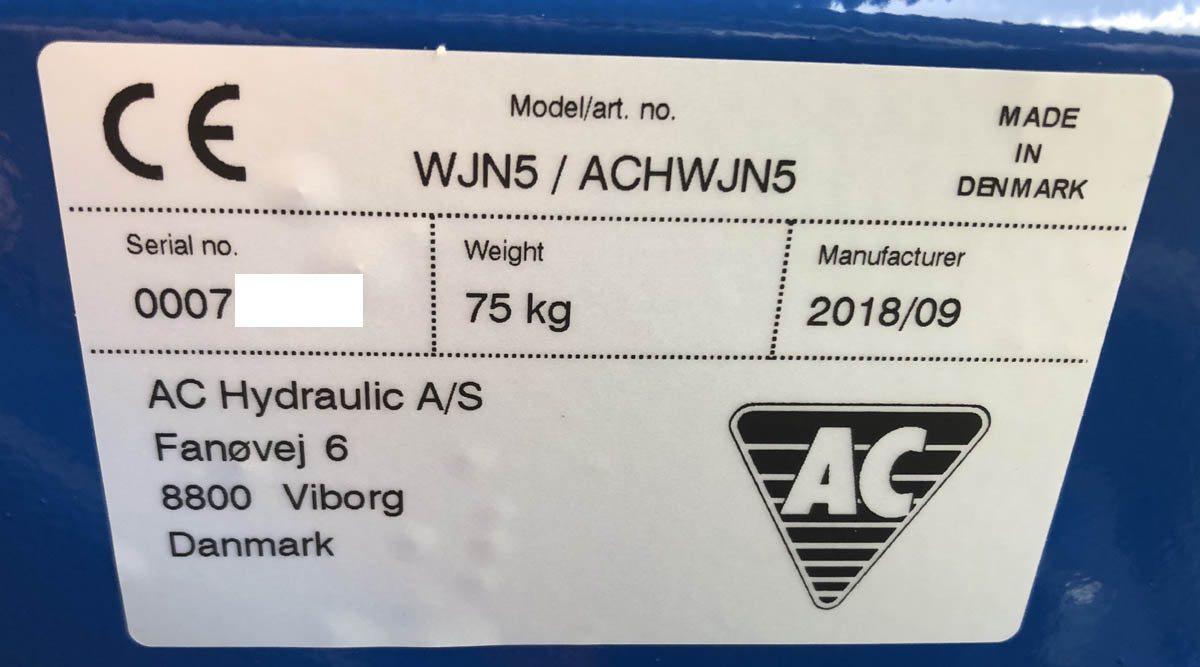 CE
Model/art. no.
WJN5 / ACHWJN5
MADE
IN
DENMARK
Serial no.
0007
Weight
75 kg
Manufacturer
2018/09
AC Hydraulic A/S
Fanøvej 6
8800 Viborg
Danmark
AC